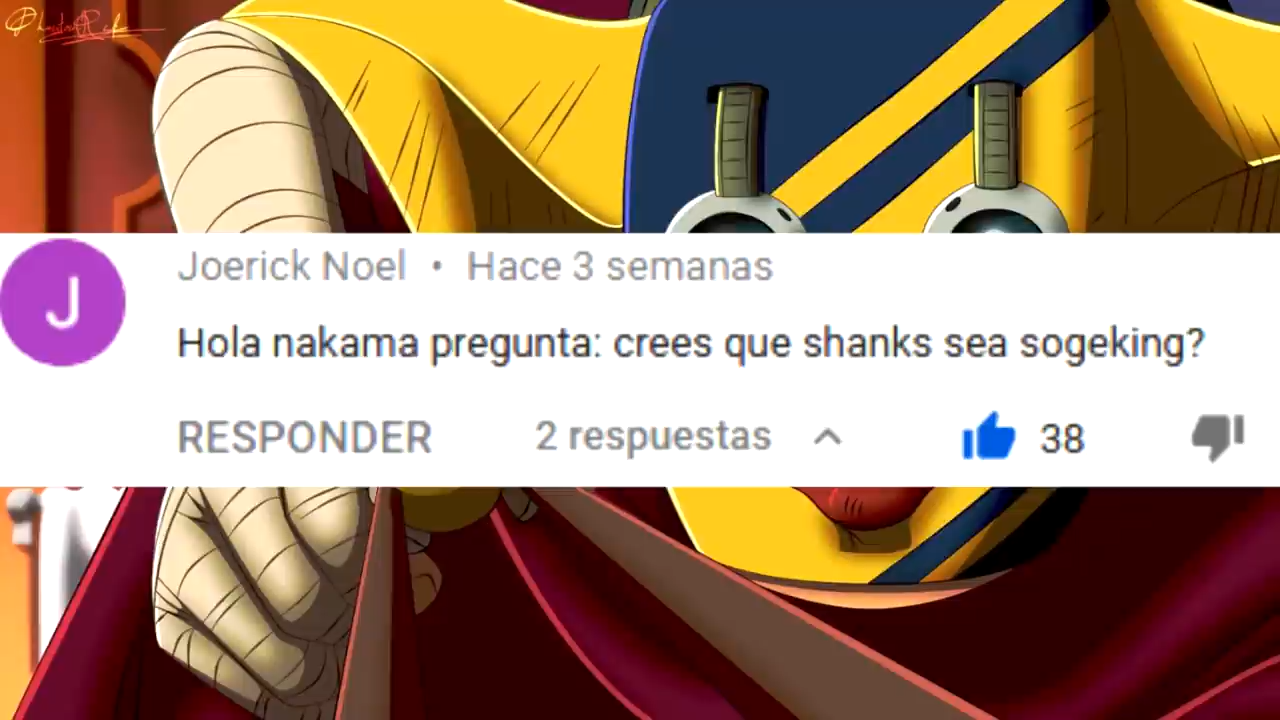 Joerick Noel • Hace 3 semanas
Hola nakama pregunta: crees que shanks sea sogeking?
RESPONDER 2 respuestas 38